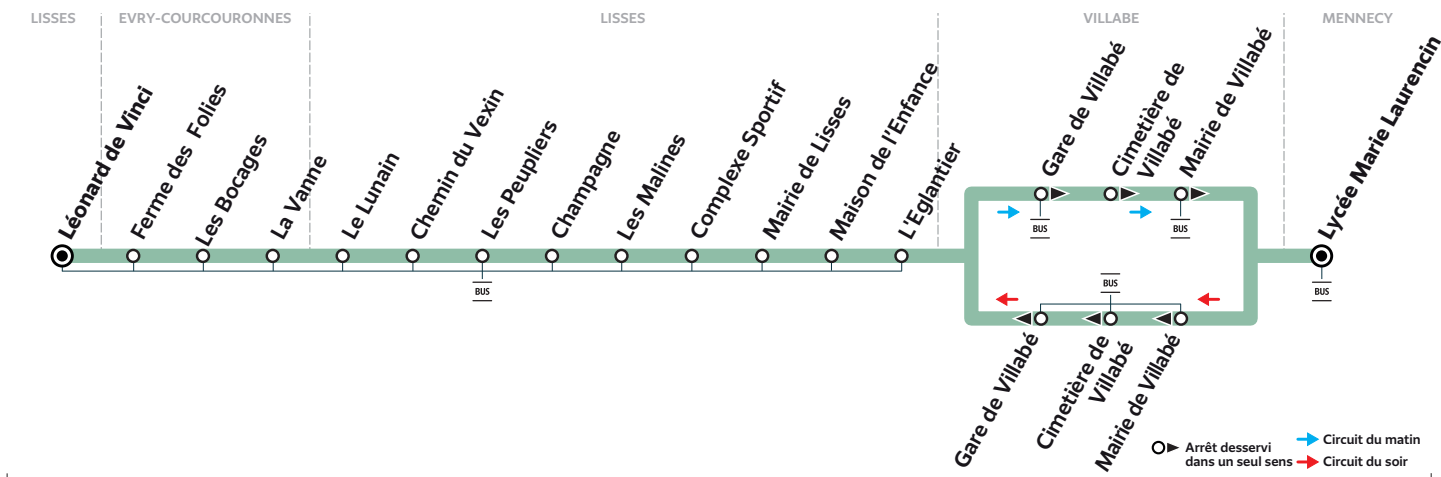 LISSES
EVRY-COURCOURONNES
LISSES
VILLABE
MENNECY
Léonard de Vinci
Ferme des Folies
Les Bocages
La Vanne
Le Lunain
Chemin du Vexin
Les Peupliers
Champagne
Les Malines
Complexe Sportif
Mairie de Lisses
Maison de l'Enfance
L'Eglantier
Gare de Villabé
Cimetière de
Villabé
Mairie de Villabé
Lycée Marie Laurencin
BUS
BUS
BUS
BUS
BUS
Gare de Villabé
Cimetière de
Villabé
Mairie de Villabé
Arrêt desservi
dans un seul sens
Circuit du matin
Circuit du soir